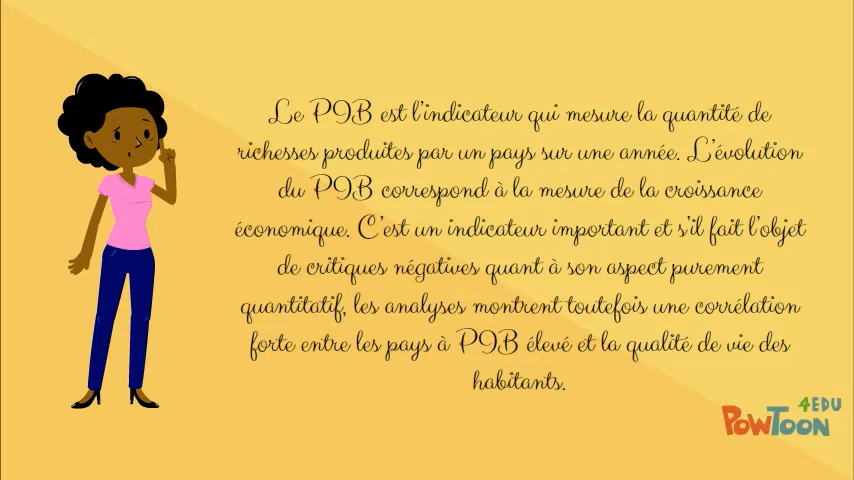 Le PIB est l'indicateur qui mesure la quantité de
richesses produites par un pays sur une année. L'évolution
du PIB correspond à la mesure de la croissance
économique. C'est un indicateur important et s'il fait l'objet
de critiques négatives quant à son aspect purement
quantitatif, les analyses montrent toutefois une corrélation
forte entre les pays à PIB élevé et la qualité de vie des
habitants.
4EDU
POWTOON